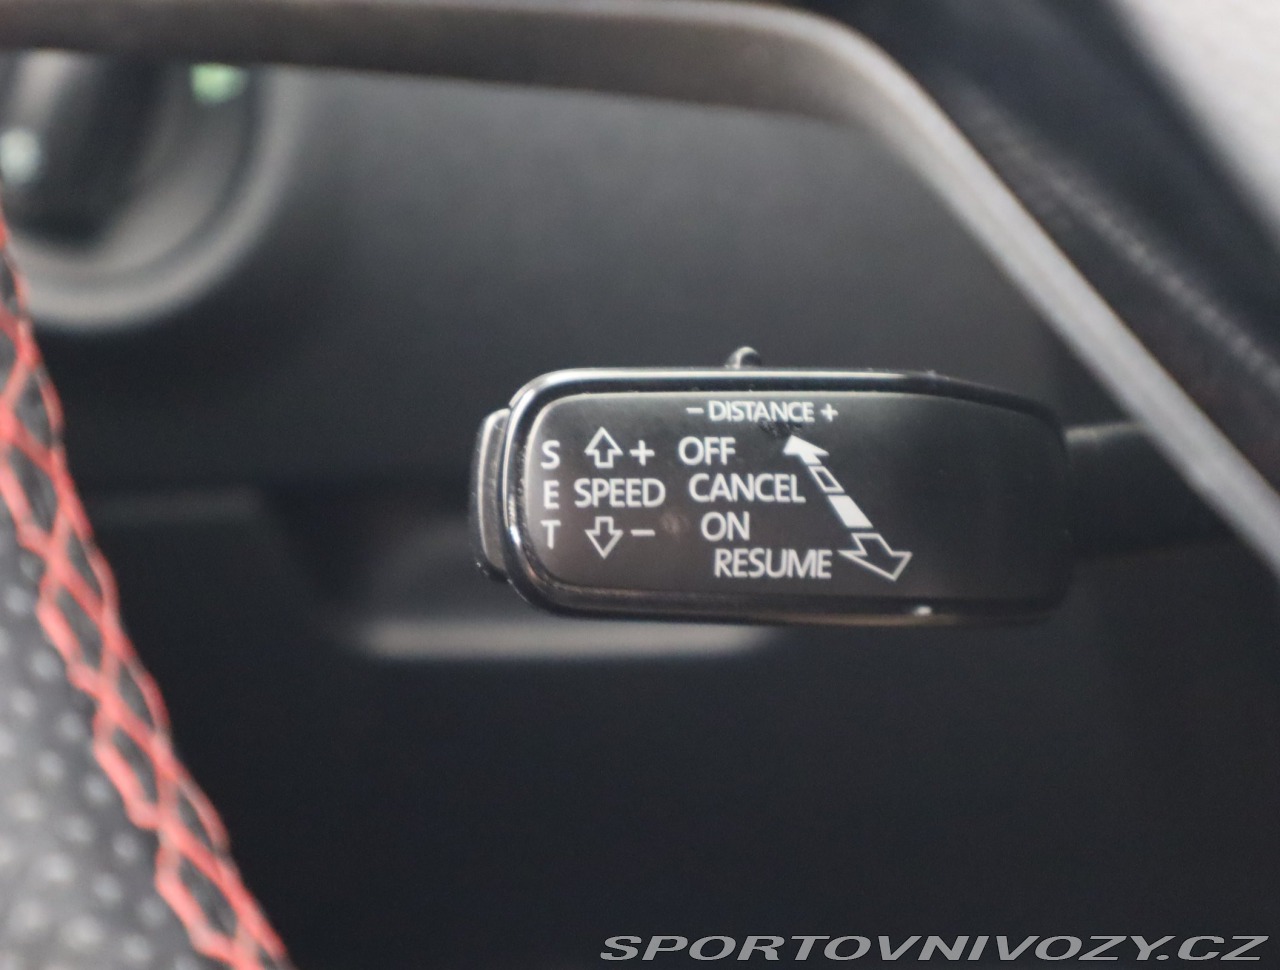 − DISTANCE +
S ⇧ + OFF
E SPEED CANCEL
T ⇩ − ON
RESUME
SPORTOVNIVOZY.CZ